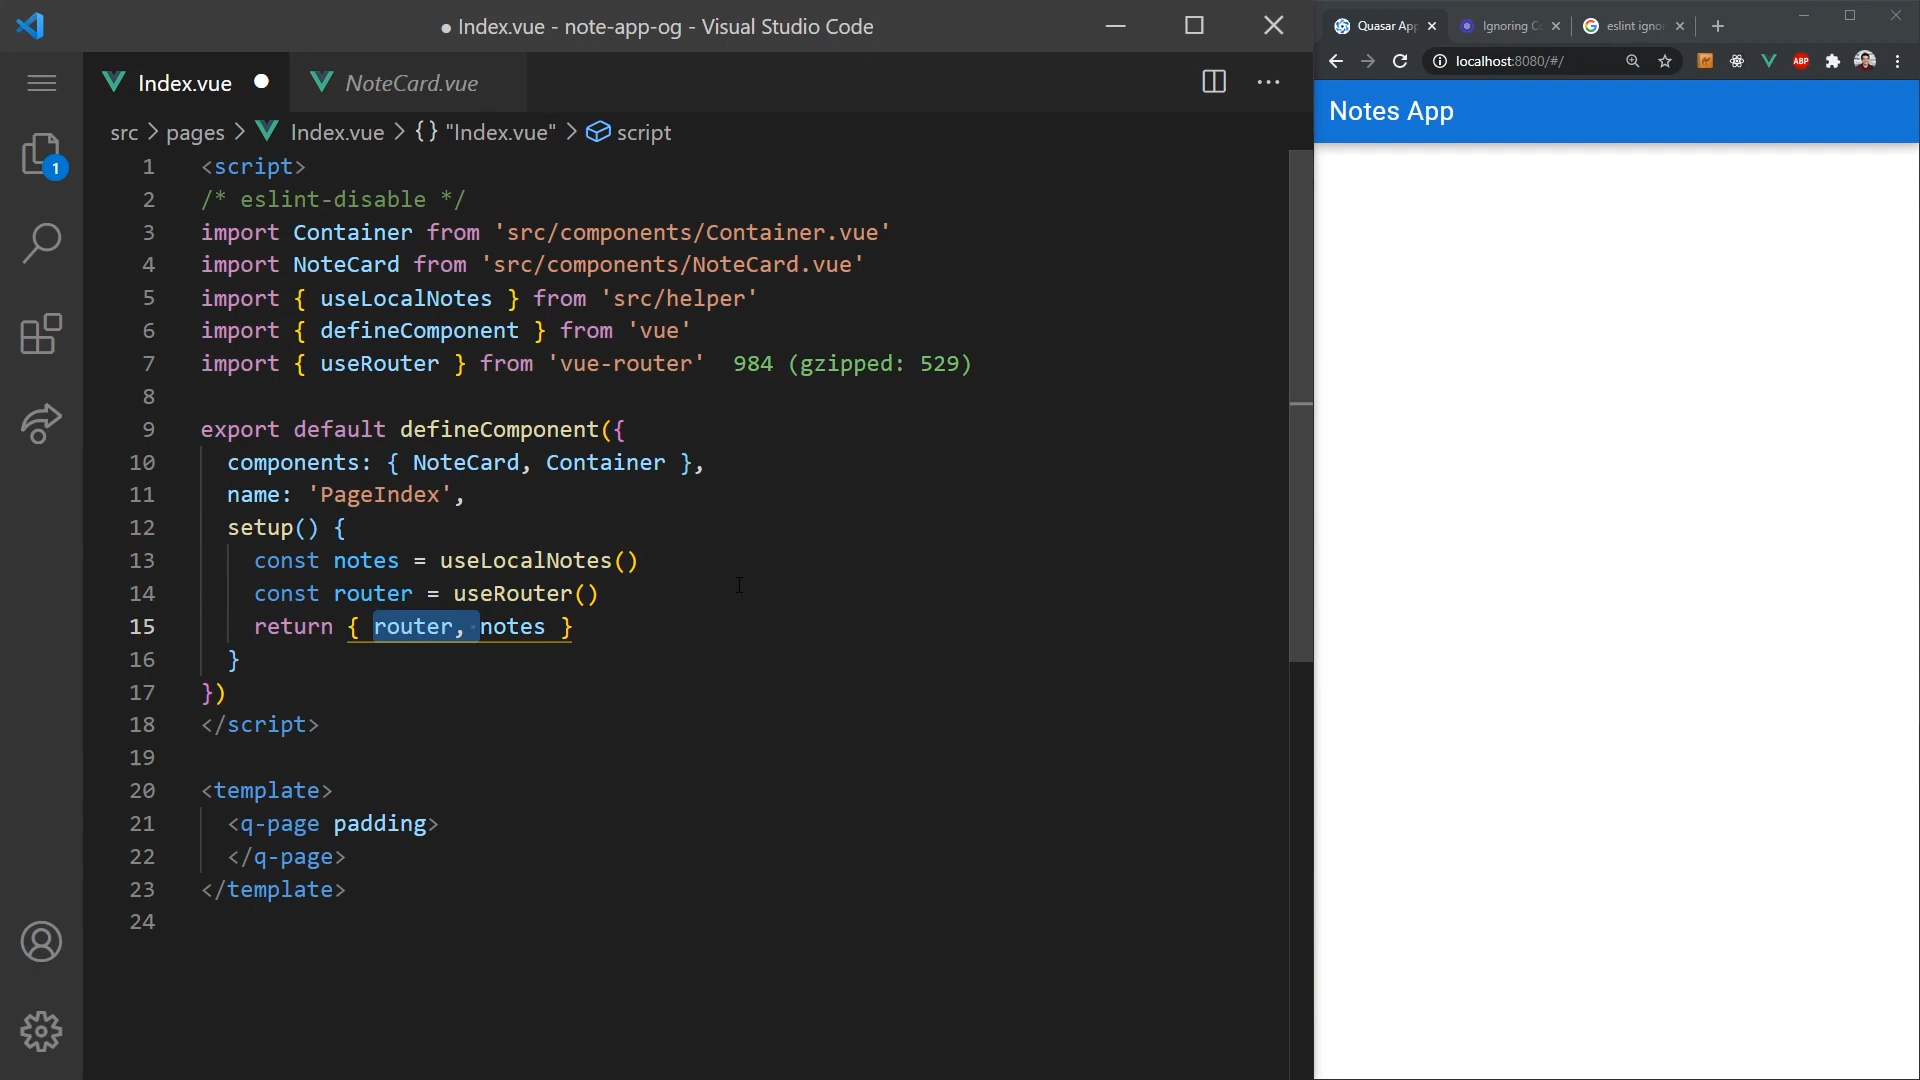 ● Index.vue - note-app-og - Visual Studio Code
Index.vue
NoteCard.vue
src > pages > Index.vue > {} "Index.vue" > script
1
1 <script>
2 /* eslint-disable */
3 import Container from 'src/components/Container.vue'
4 import NoteCard from 'src/components/NoteCard.vue'
5 import { useLocalNotes } from 'src/helper'
6 import { defineComponent } from 'vue'
7 import { useRouter } from 'vue-router' 984 (gzipped: 529)
8
9 export default defineComponent({
10 components: { NoteCard, Container },
11 name: 'PageIndex',
12 setup() {
13 const notes = useLocalNotes()
14 const router = useRouter()
15 return { router, notes }
16 }
17 })
18 </script>
19
20 <template>
21 <q-page padding>
22 </q-page>
23 </template>
24
Quasar App
Ignoring C
eslint igno
localhost:8080/#/
ABP
Notes App